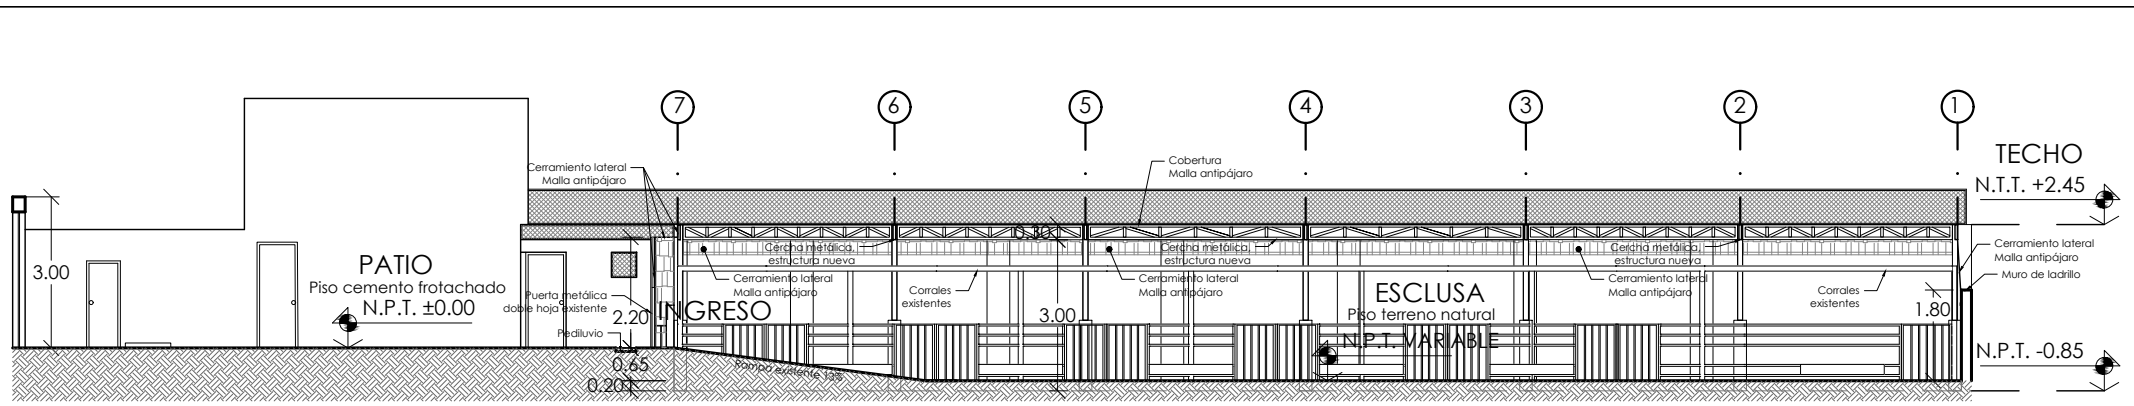 7
6
5
4
3
2
1
TECHO
N.T.T. +2.45
Cerramiento lateral
Malla antipájaro
Cobertura
Malla antipájaro
0.30
Cercha metálica,
estructura nueva
Cercha metálica,
estructura nueva
Cercha metálica,
estructura nueva
Cerramiento lateral
Malla antipájaro
Muro de ladrillo
3.00
PATIO
Piso cemento frotachado
N.P.T. ±0.00
Puerta metálica
doble hoja existente
Pediluvio
2.20
INGRESO
Cerramiento lateral
Malla antipájaro
Corrales
existentes
3.00
Cerramiento lateral
Malla antipájaro
ESCLUSA
Piso terreno natural
N.P.T. VARIABLE
Cerramiento lateral
Malla antipájaro
Corrales
existentes
1.80
N.P.T. -0.85
0.65
0.20
Rampa existente 13%